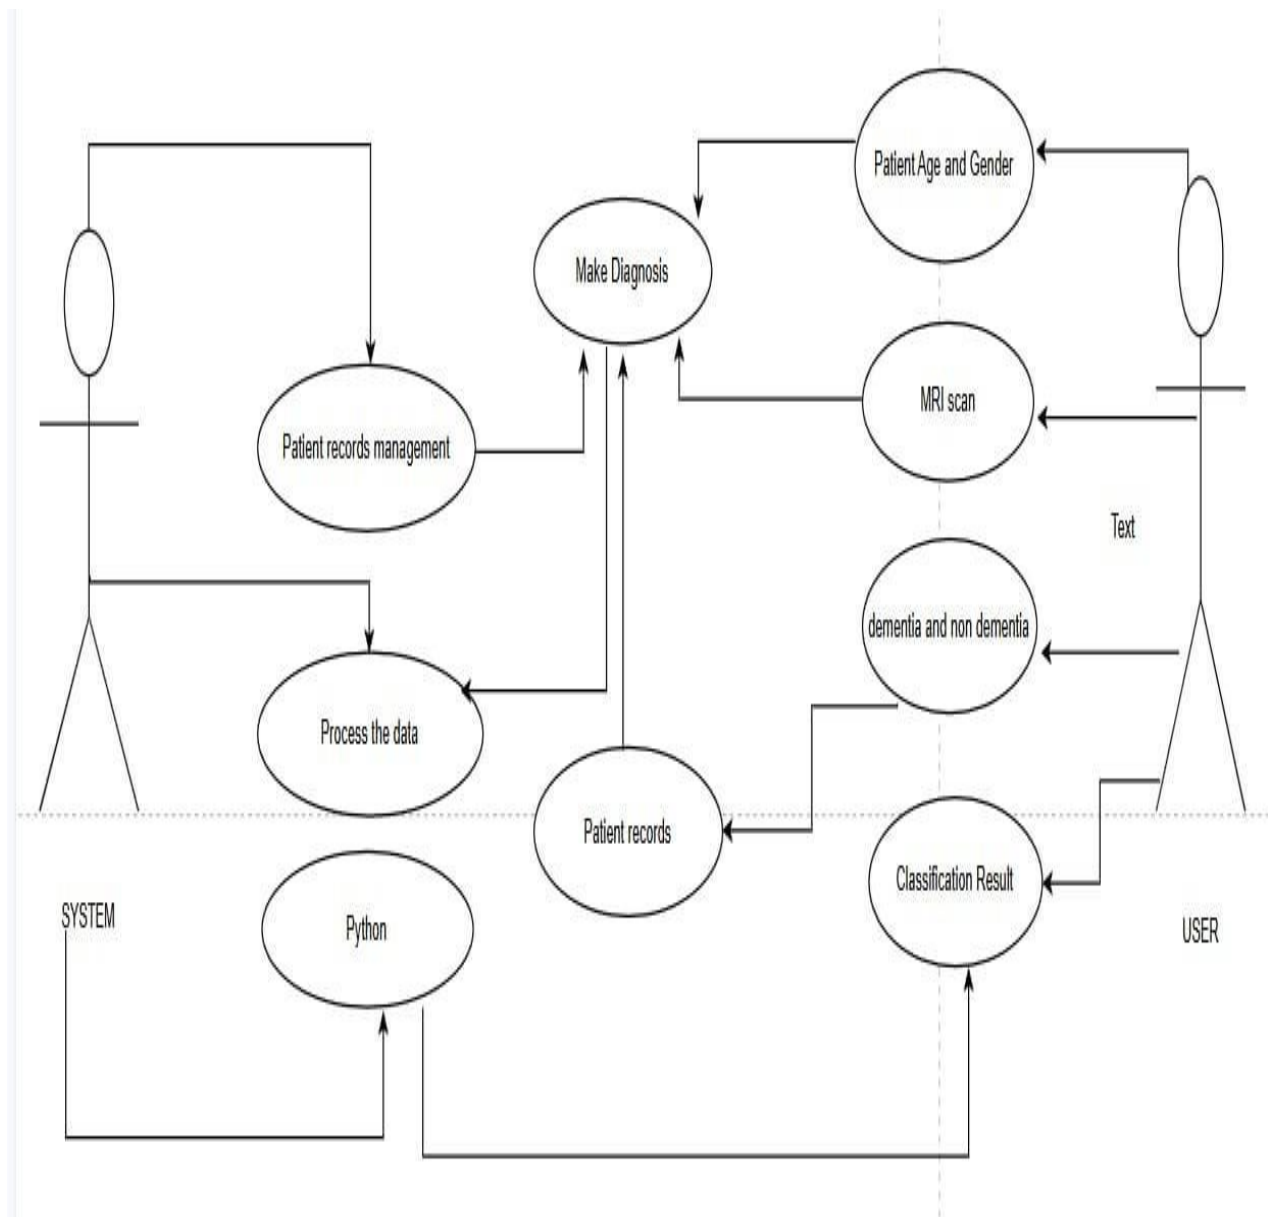 Patient Age and Gender
Make Diagnosis
MRI scan
Patient records management
Text
dementia and non dementia
Process the data
Patient records
Classification Result
SYSTEM
Python
USER